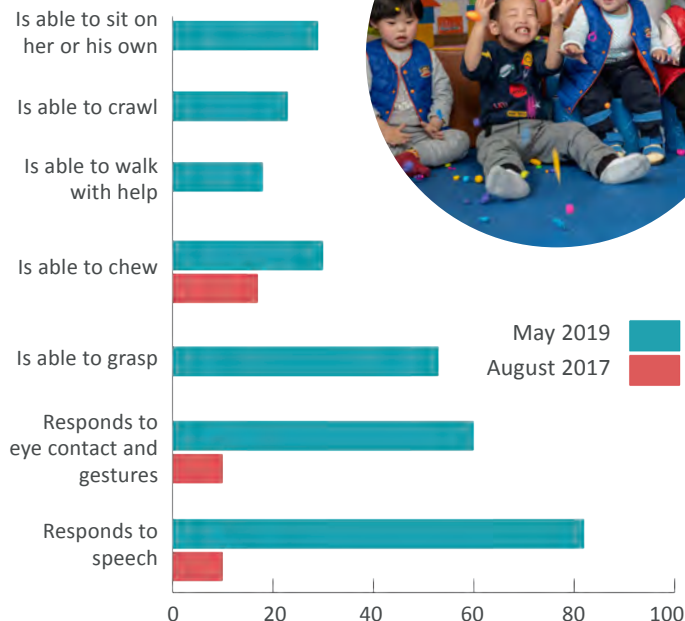 Is able to sit on
her or his own
Is able to crawl
Is able to walk
with help
Is able to chew
Is able to grasp
Responds to
eye contact and
gestures
Responds to
speech
May 2019
August 2017
0 20 40 60 80 100